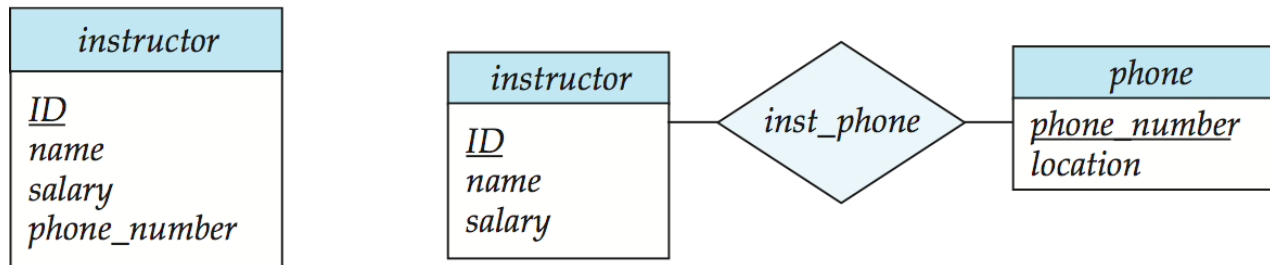 instructor
ID
name
salary
phone_number
instructor
ID
name
salary
inst_phone
phone
phone_number
location